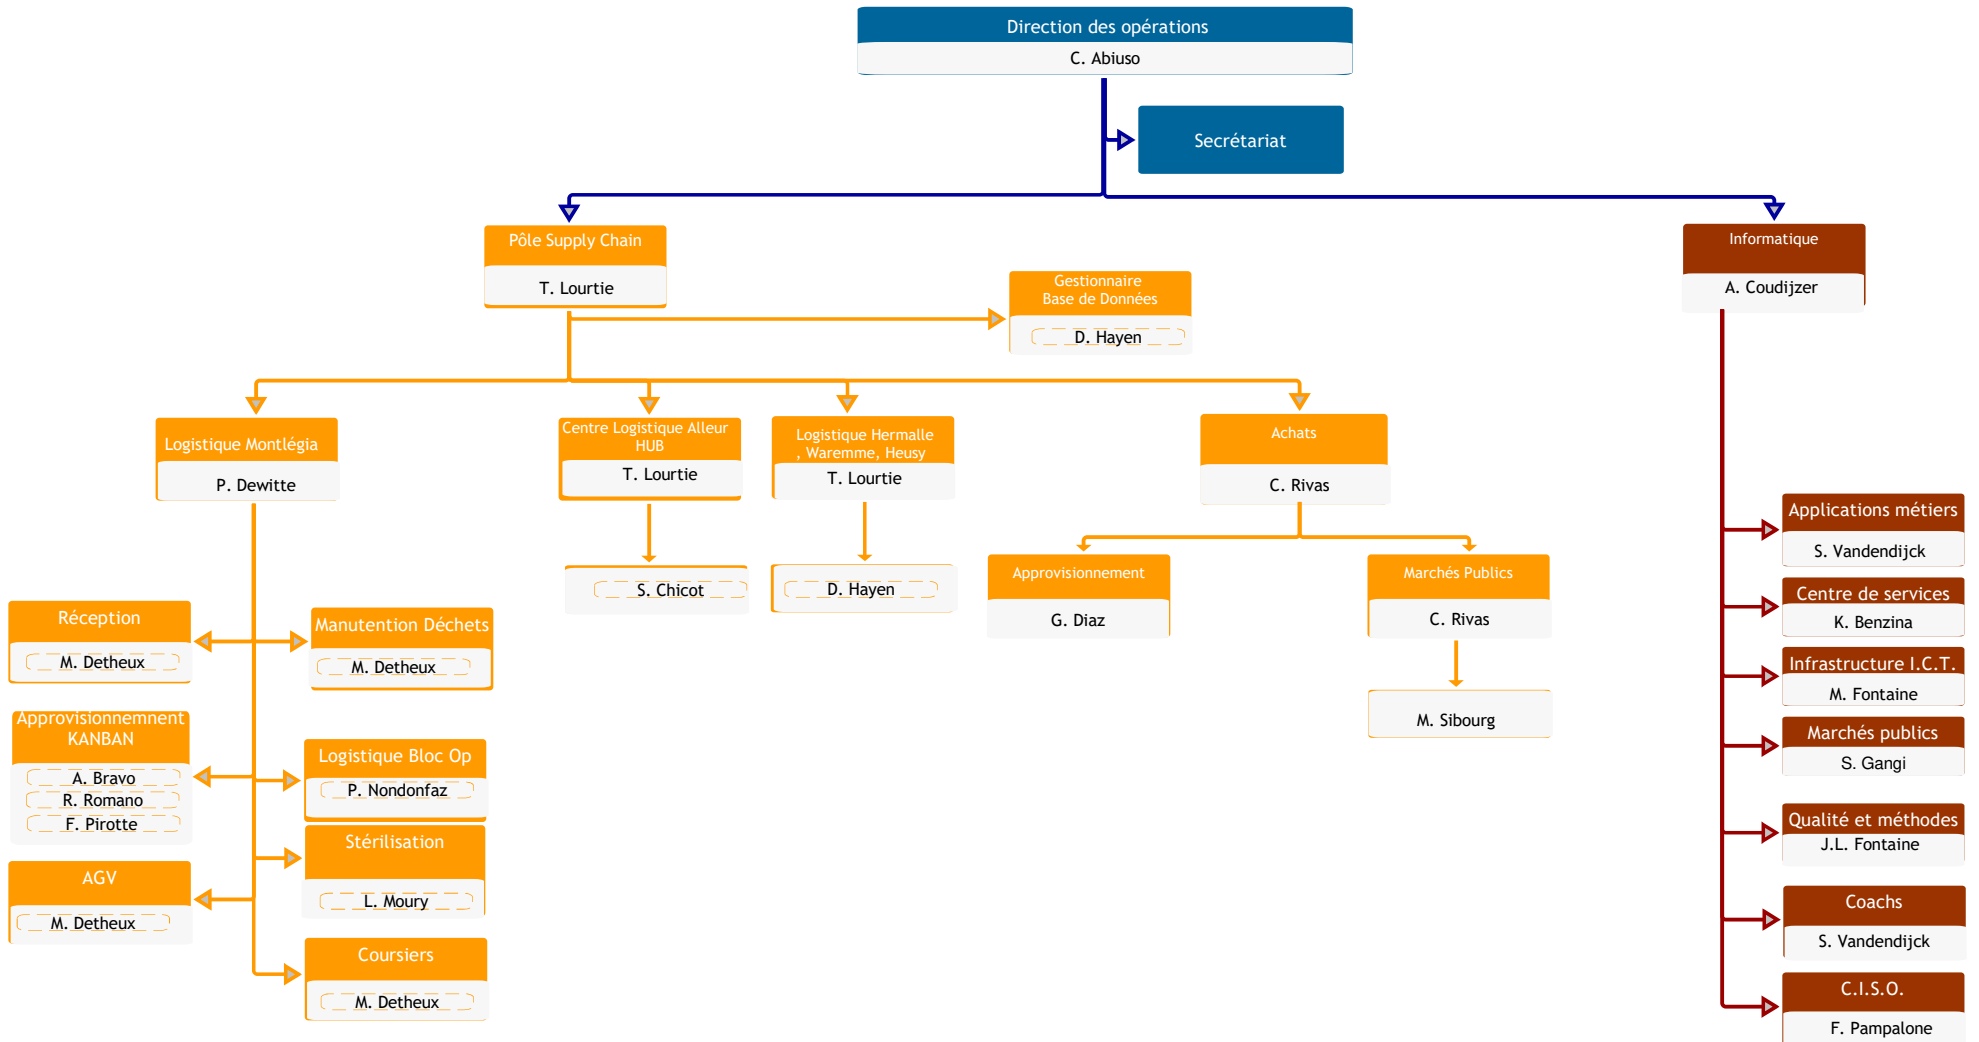 Direction des opérations
C. Abiuso
Secrétariat
Pôle Supply Chain
T. Lourtie
Informatique
A. Coudijzer
Gestionnaire
Base de Données
D. Hayen
Logistique Montlégia
P. Dewitte
Centre Logistique Alleur
HUB
T. Lourtie
S. Chicot
Logistique Hermalle
, Waremme, Heusy
T. Lourtie
D. Hayen
Achats
C. Rivas
Approvisionnement
G. Diaz
Marchés Publics
C. Rivas
M. Sibourg
Réception
M. Detheux
Manutention Déchets
M. Detheux
Approvisionnemnent
KANBAN
A. Bravo
R. Romano
F. Pirotte
Logistique Bloc Op
P. Nondonfaz
Stérilisation
L. Moury
AGV
M. Detheux
Coursiers
M. Detheux
Applications métiers
S. Vandendijck
Centre de services
K. Benzina
Infrastructure I.C.T.
M. Fontaine
Marchés publics
S. Gangi
Qualité et méthodes
J.L. Fontaine
Coachs
S. Vandendijck
C.I.S.O.
F. Pampalone